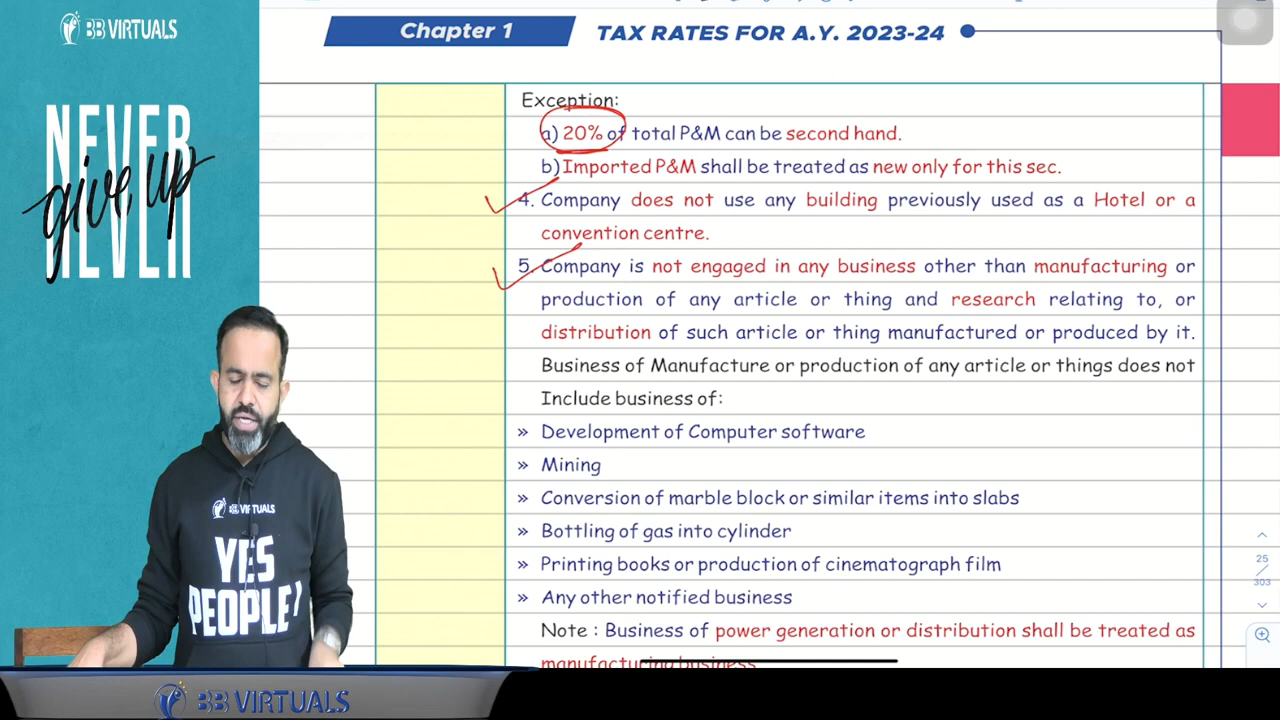 BB VIRTUALS
NEVER
give up
NEVER
BB VIRTUALS
YES
PEOPLE!
BB VIRTUALS
Chapter 1
TAX RATES FOR A.Y. 2023-24
Exception:
a) 20% of total P&M can be second hand.
b) Imported P&M shall be treated as new only for this sec.
4. Company does not use any building previously used as a Hotel or a
convention centre.
5. Company is not engaged in any business other than manufacturing or
production of any article or thing and research relating to, or
distribution of such article or thing manufactured or produced by it.
Business of Manufacture or production of any article or things does not
Include business of:
» Development of Computer software
» Mining
» Conversion of marble block or similar items into slabs
» Bottling of gas into cylinder
» Printing books or production of cinematograph film
» Any other notified business
Note : Business of power generation or distribution shall be treated as
manufacturing business
25
303